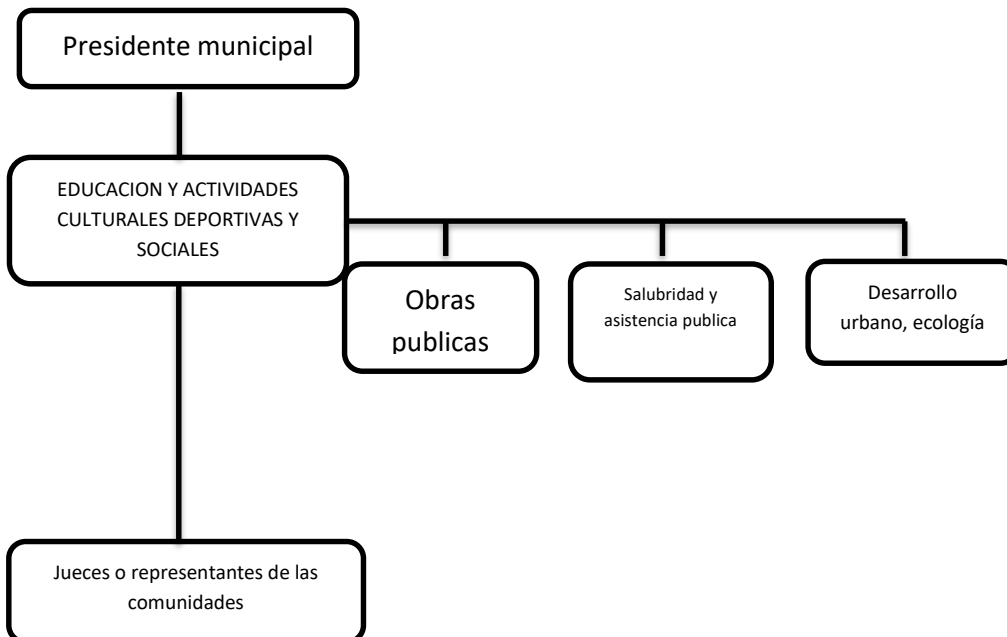 Presidente municipal
EDUCACION Y ACTIVIDADES
CULTURALES DEPORTIVAS Y
SOCIALES
Obras
publicas
Salubridad y
asistencia publica
Desarrollo
urbano, ecología
Jueces o representantes de las
comunidades